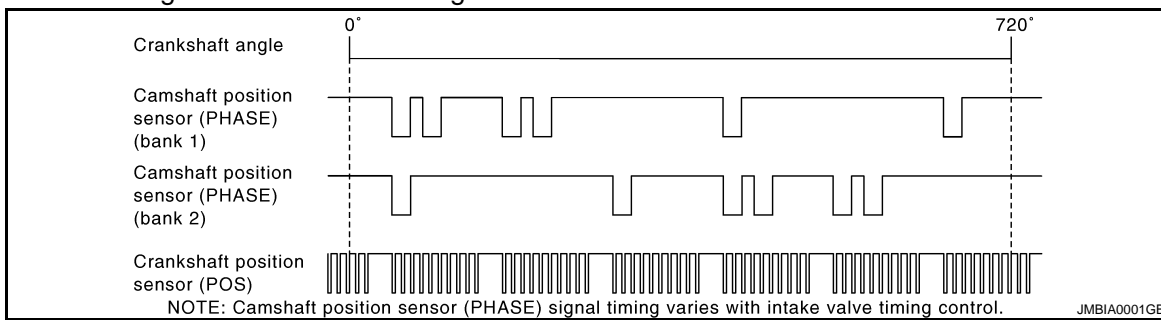 0˚ 720˚
Crankshaft angle
Camshaft position
sensor (PHASE)
(bank 1)
Camshaft position
sensor (PHASE)
(bank 2)
Crankshaft position
sensor (POS)
NOTE: Camshaft position sensor (PHASE) signal timing varies with intake valve timing control.
JMBIA0001GB